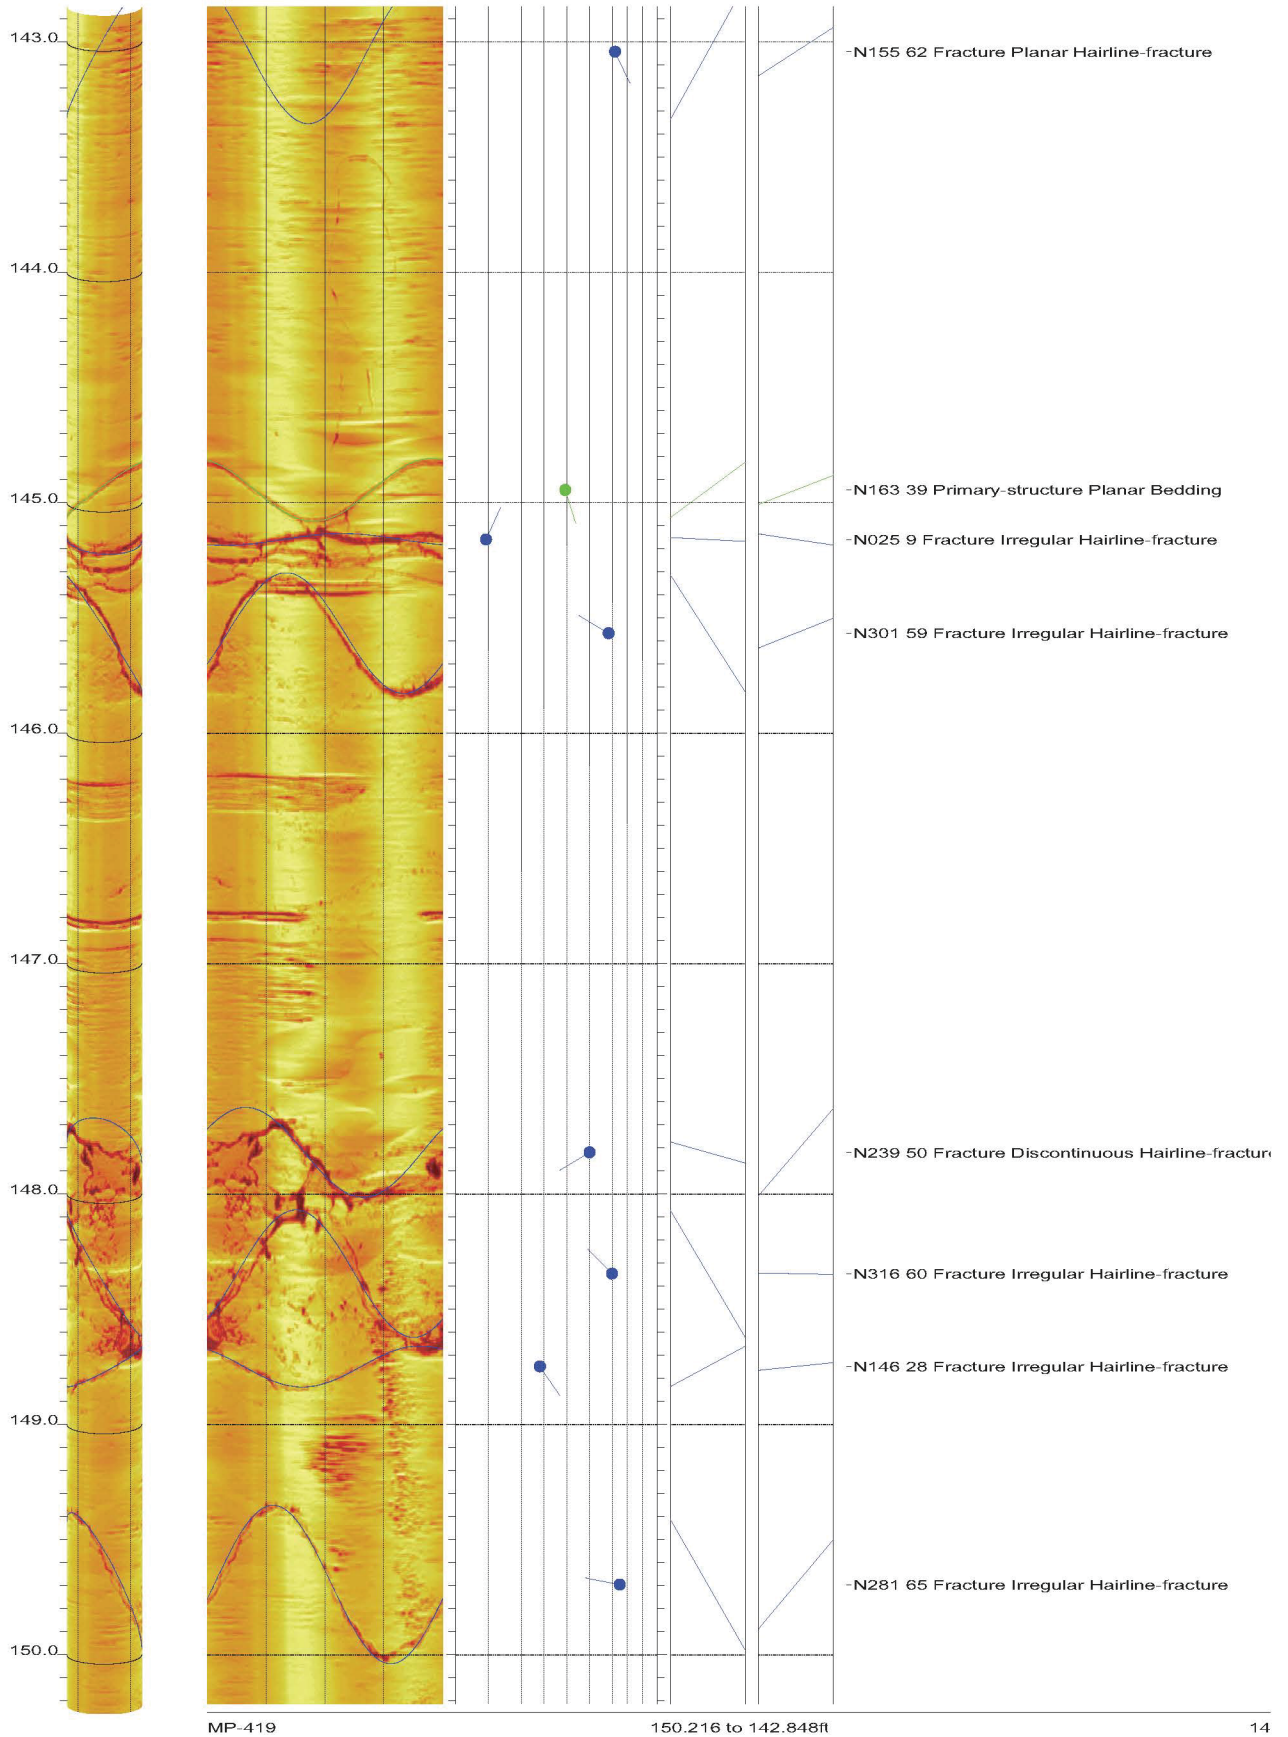 143.0
-N155 62 Fracture Planar Hairline-fracture
144.0
145.0
-N163 39 Primary-structure Planar Bedding
-N025 9 Fracture Irregular Hairline-fracture
-N301 59 Fracture Irregular Hairline-fracture
146.0
147.0
-N239 50 Fracture Discontinuous Hairline-fracture
148.0
-N316 60 Fracture Irregular Hairline-fracture
-N146 28 Fracture Irregular Hairline-fracture
149.0
-N281 65 Fracture Irregular Hairline-fracture
150.0
MP-419 150.216 to 142.848ft 14